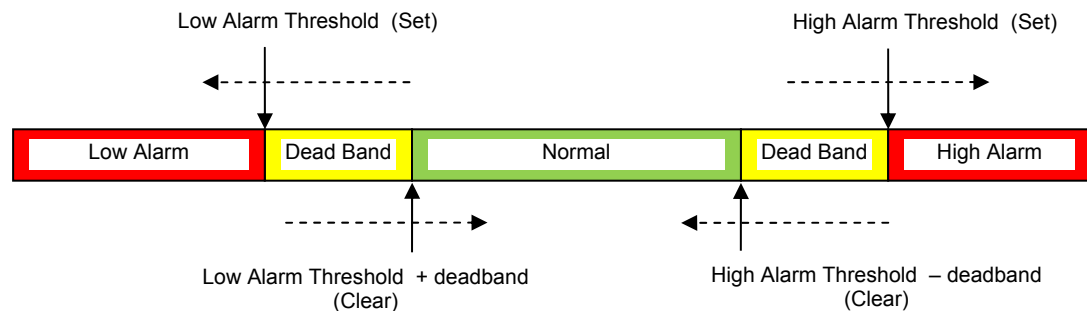 Low Alarm Threshold (Set)
High Alarm Threshold (Set)
Low Alarm
Dead Band
Normal
Dead Band
High Alarm
Low Alarm Threshold + deadband
(Clear)
High Alarm Threshold – deadband
(Clear)